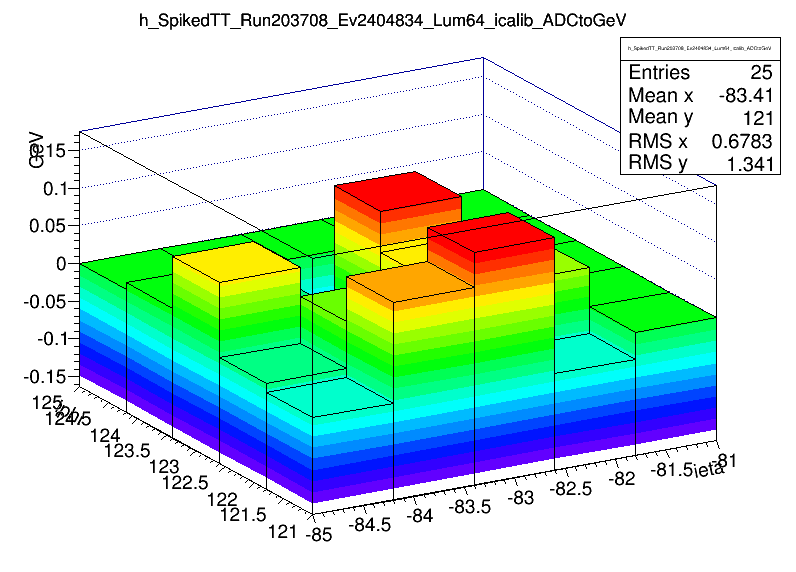 h_SpikedTT_Run203708_Ev2404834_Lum64_icalib_ADCtoGeV
h_SpikedTT_Run203708_Ev2404834_Lum64_icalib_ADCtoGeV
Entries 25
Mean x -83.41
Mean y 121
RMS x 0.6783
RMS y 1.341
GeV
0.15
0.1
0.05
0
-0.05
-0.1
-0.15
125
124.5
124
123.5
123
122.5
122
121.5
121
-85
-84.5
-84
-83.5
-83
-82.5
-82
-81.5
-81
ieta